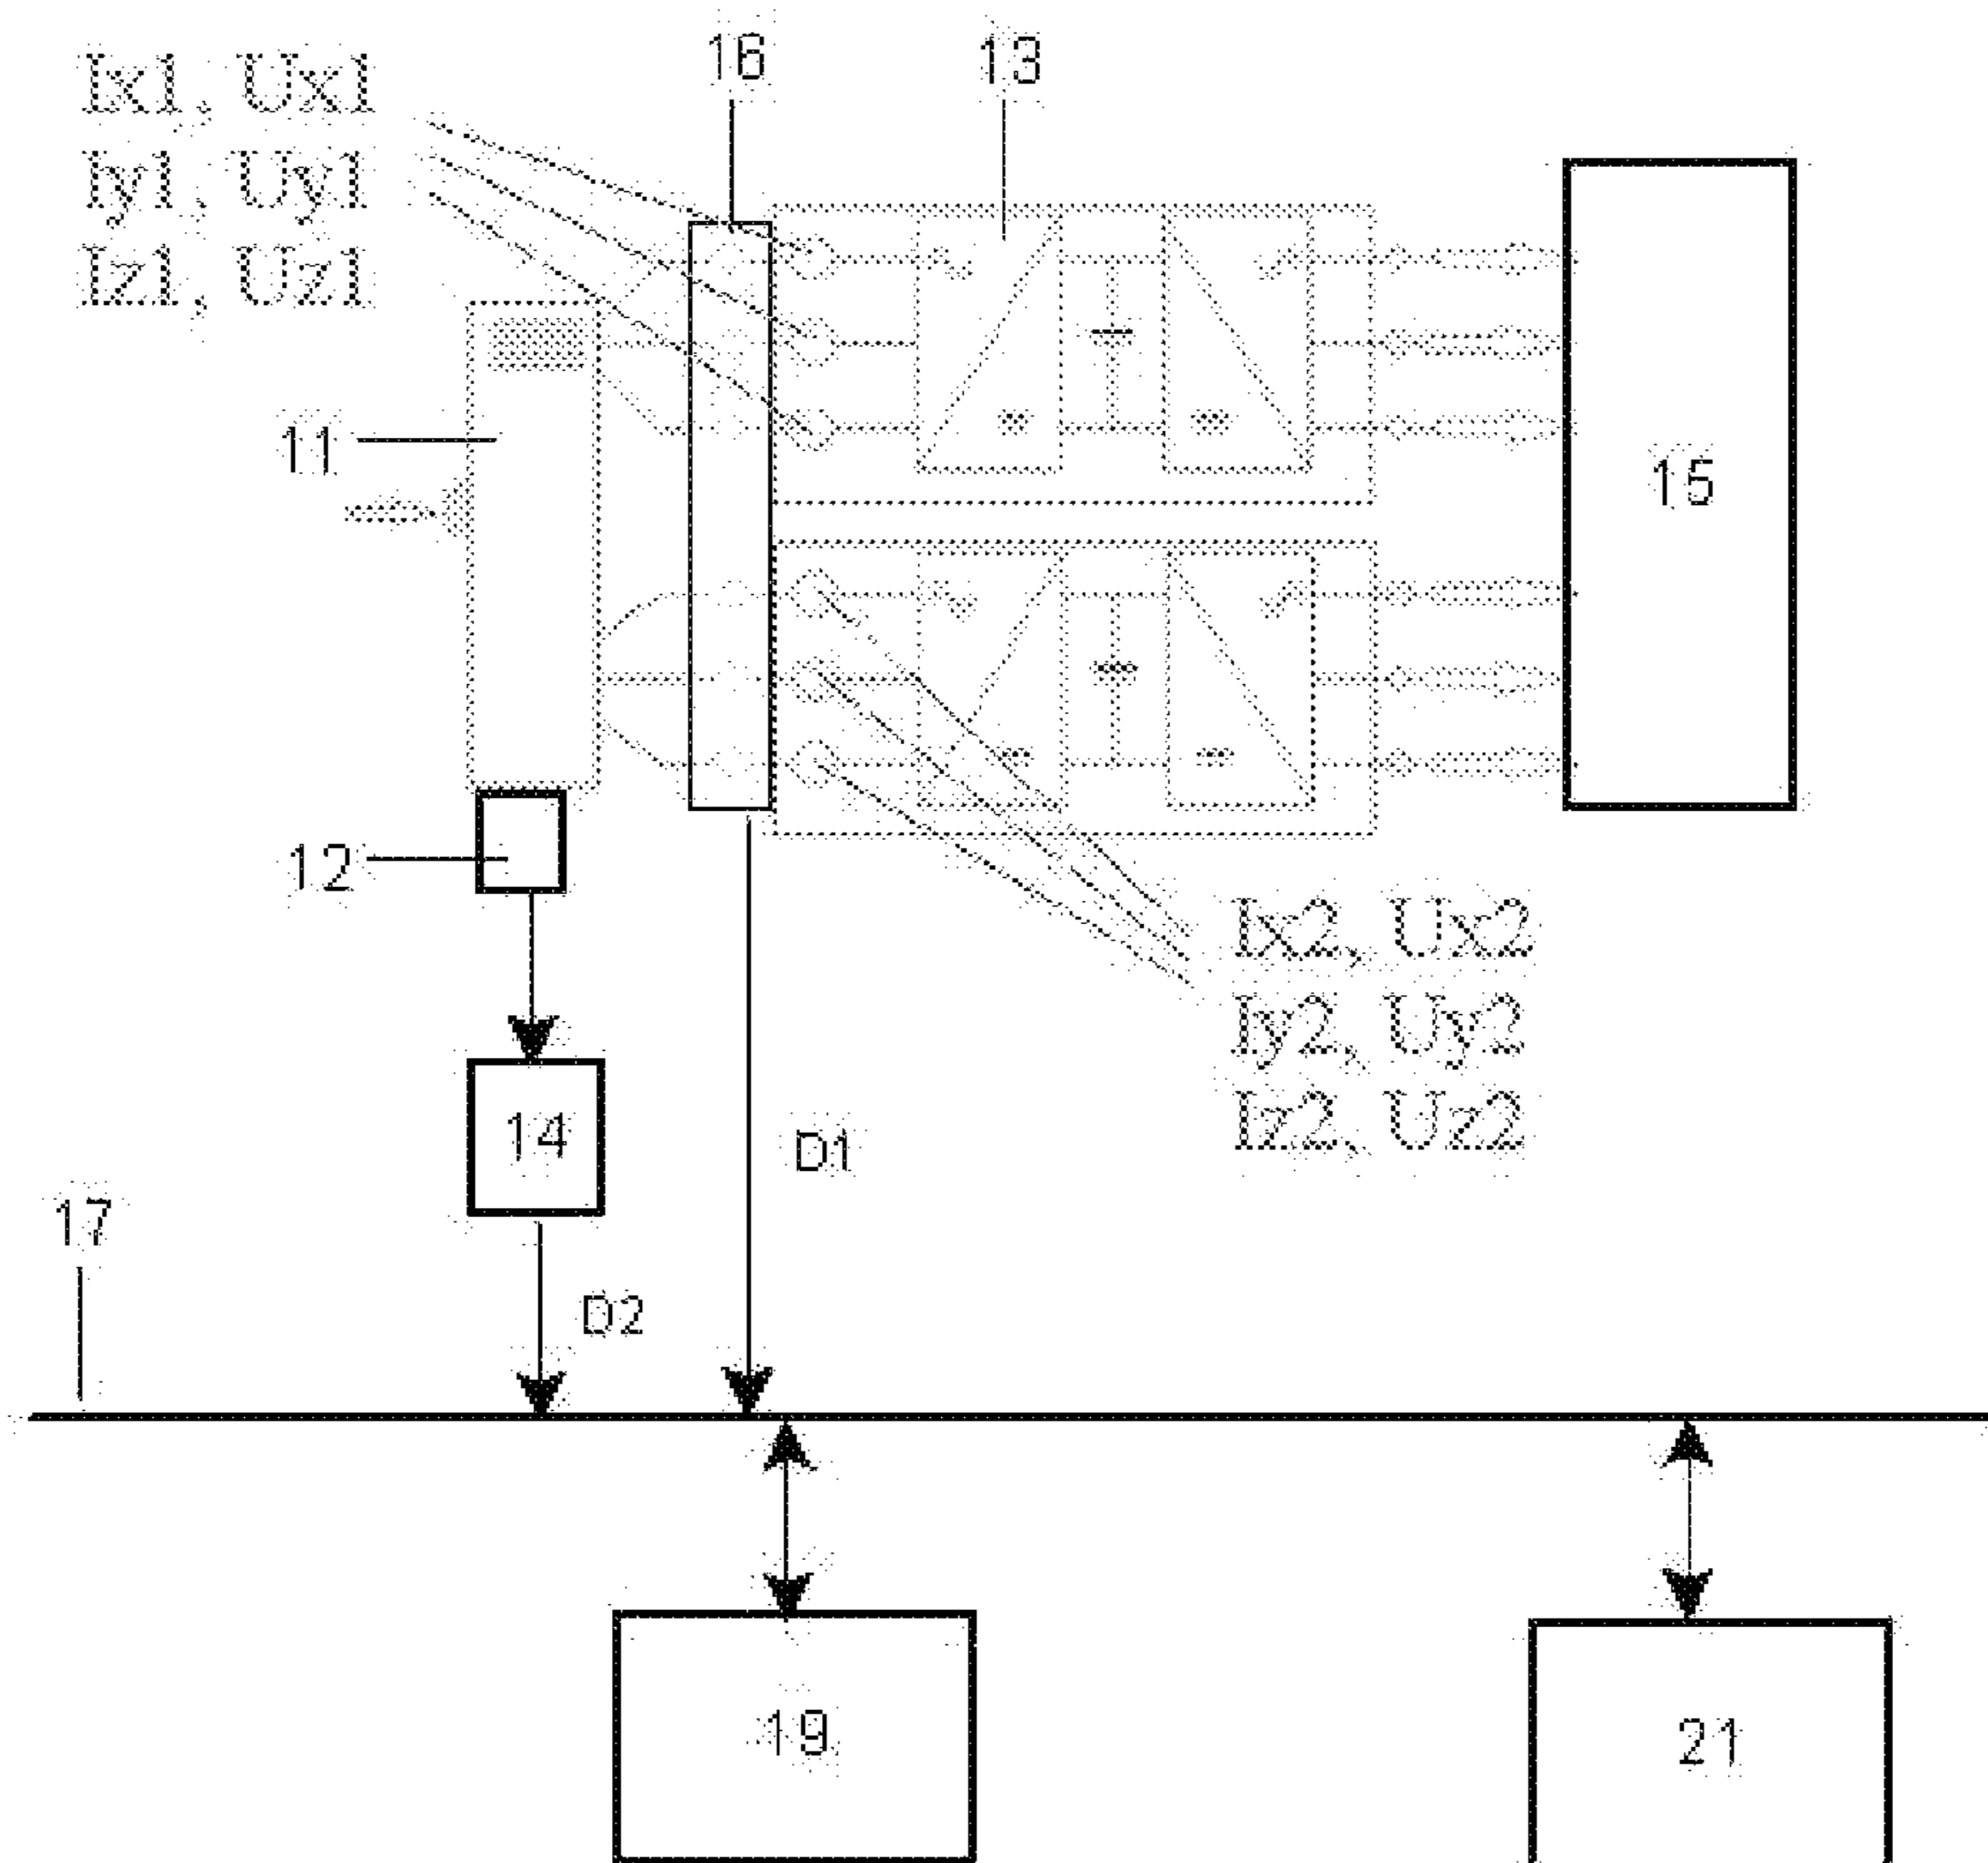 16
13
Ix1, Ux1
Iy1, Uy1
Iz1, Uz1
11
15
12
Ix2, Ux2
Iy2, Uy2
Iz2, Uz2
14
D1
17
D2
19
21